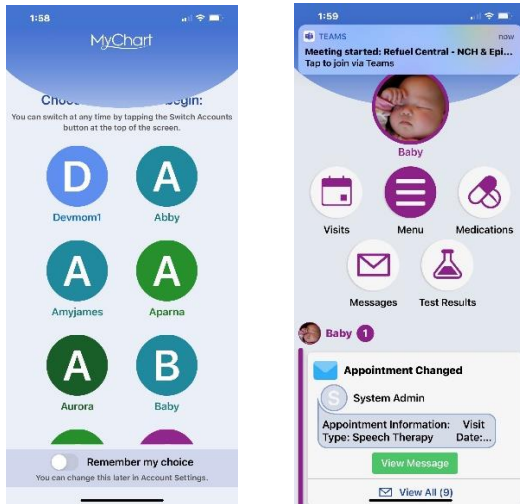 1:58
MyChart
begin:
You can switch at any time by tapping the Switch Accounts
button at the top of the screen.
D
A
Devmom1
Abby
A
A
Amyjames
Aparna
A
B
Aurora
Baby
Remember my choice
You can change this later in Account Settings.
1:59
TEAMS
now
Meeting started: Refuel Central - NCH & Epi...
Tap to join via Teams
Baby
Visits
Menu
Medications
Messages
Test Results
Baby 1
Appointment Changed
S
System Admin
Appointment Information: Visit
Type: Speech Therapy Date:...
View Message
View All (9)